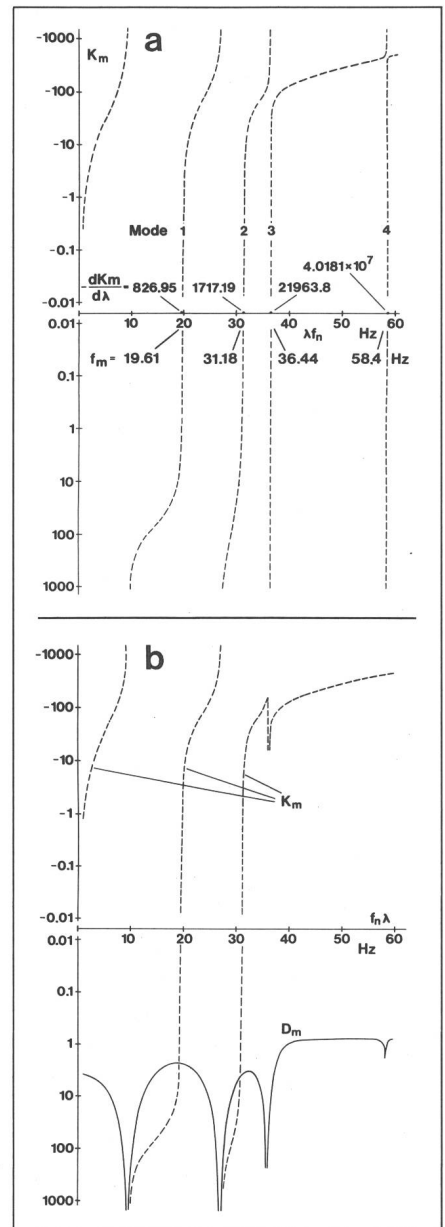 a
-1000
K_m
-100
-10
-1
Mode 1 2 3 4
-0.1
4.0181×10⁷
-dKm/dλ = 826.95 1717.19 21963.8
-0.01
10 20 30 40 50 60
0.01
λf_n Hz
f_m = 19.61 31.18 36.44 58.4 Hz
0.1
1
10
100
1000
b
-1000
-100
-10
K_m
-1
-0.1
-0.01
f_nλ
10 20 30 40 50 60
0.01
Hz
0.1
D_m
1
10
100
1000